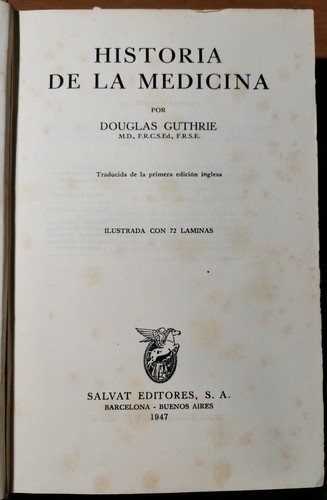 HISTORIA
DE LA MEDICINA
POR
DOUGLAS GUTHRIE
M.D., F.R.C.S.Ed., F.R.S.E.
Traducida de la primera edición inglesa
ILUSTRADA CON 72 LAMINAS
SALVAT EDITORES, S. A.
BARCELONA - BUENOS AIRES
1947